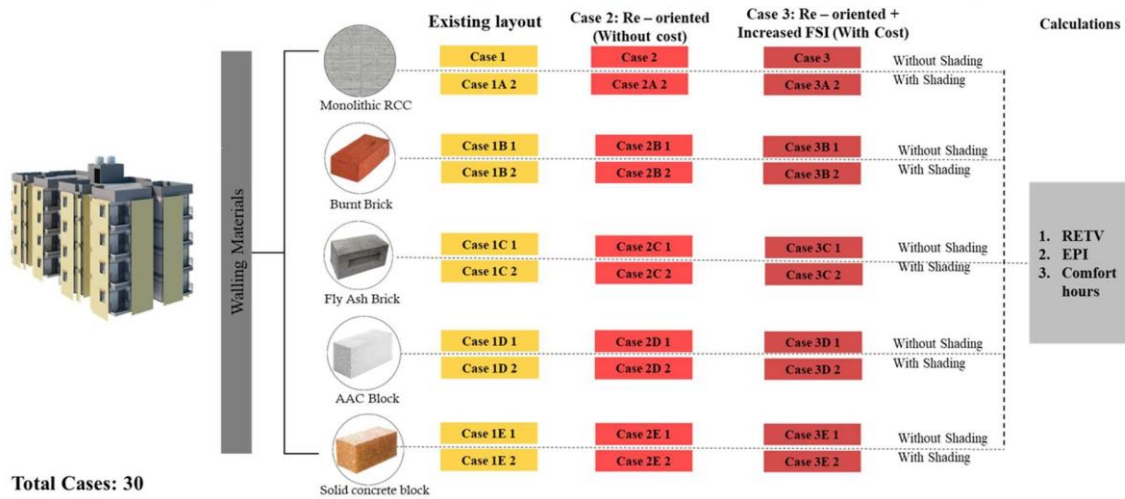 Existing layout
Case 2: Re – oriented
(Without cost)
Case 3: Re – oriented +
Increased FSI (With Cost)
Calculations
Walling Materials
Monolithic RCC
Case 1
Case 2
Case 3
Without Shading
Case 1A 2
Case 2A 2
Case 3A 2
With Shading
Burnt Brick
Case 1B 1
Case 2B 1
Case 3B 1
Without Shading
Case 1B 2
Case 2B 2
Case 3B 2
With Shading
Fly Ash Brick
Case 1C 1
Case 2C 1
Case 3C 1
Without Shading
Case 1C 2
Case 2C 2
Case 3C 2
With Shading
AAC Block
Case 1D 1
Case 2D 1
Case 3D 1
Without Shading
Case 1D 2
Case 2D 2
Case 3D 2
With Shading
Solid concrete block
Case 1E 1
Case 2E 1
Case 3E 1
Without Shading
Case 1E 2
Case 2E 2
Case 3E 2
With Shading
1. RETV
2. EPI
3. Comfort
hours
Total Cases: 30